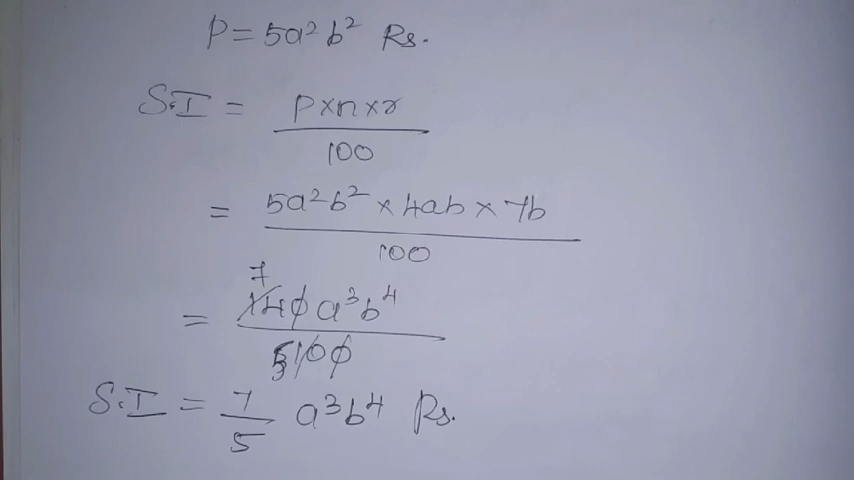 P = 5a²b² Rs.
S.I = P×n×r / 100
= 5a²b² × 4ab × 7b / 100
7
= 140 a³b⁴ / 100
5
S.I = 7/5 a³b⁴ Rs.